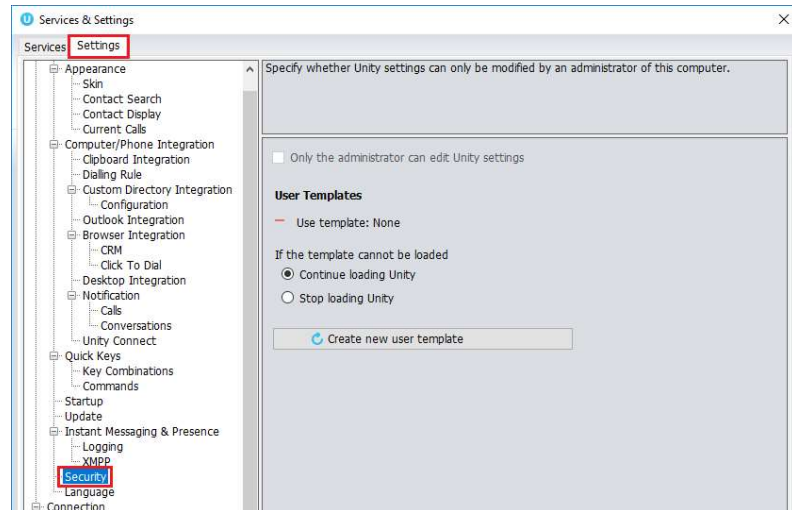 Services & Settings
Services Settings
Appearance
Skin
Contact Search
Contact Display
Current Calls
Computer/Phone Integration
Clipboard Integration
Dialling Rule
Custom Directory Integration
Configuration
Outlook Integration
Browser Integration
CRM
Click To Dial
Desktop Integration
Notification
Calls
Conversations
Unity Connect
Quick Keys
Key Combinations
Commands
Startup
Update
Instant Messaging & Presence
Logging
XMPP
Security
Language
Connection
Specify whether Unity settings can only be modified by an administrator of this computer.
Only the administrator can edit Unity settings
User Templates
Use template: None
If the template cannot be loaded
Continue loading Unity
Stop loading Unity
Create new user template